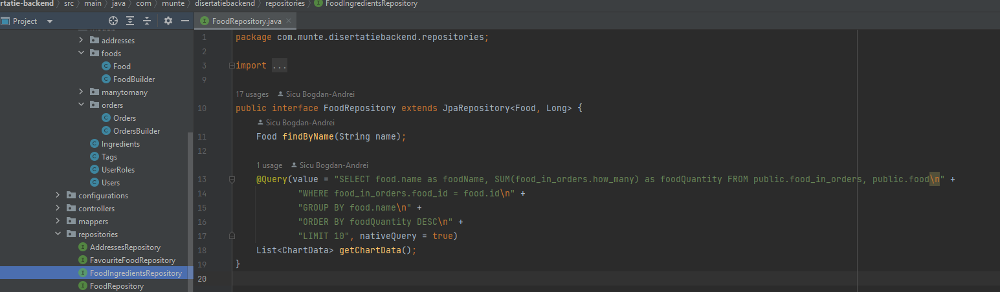 rtatie-backend 〉 src 〉 main 〉 java 〉 com 〉 munte 〉 disertatiebackend 〉 repositories 〉 FoodIngredientsRepository
Project
addresses
foods
Food
FoodBuilder
manytomany
orders
Orders
OrdersBuilder
Ingredients
Tags
UserRoles
Users
configurations
controllers
mappers
repositories
AddressesRepository
FavouriteFoodRepository
FoodIngredientsRepository
FoodRepository
FoodRepository.java
1 package com.munte.disertatiebackend.repositories;
2
3 import ...
9
17 usages Sicu Bogdan-Andrei
10 public interface FoodRepository extends JpaRepository<Food, Long> {
Sicu Bogdan-Andrei
11 Food findByName(String name);
12
1 usage Sicu Bogdan-Andrei
13 @Query(value = "SELECT food.name as foodName, SUM(food_in_orders.how_many) as foodQuantity FROM public.food_in_orders, public.food\n" +
14 "WHERE food_in_orders.food_id = food.id\n" +
15 "GROUP BY food.name\n" +
16 "ORDER BY foodQuantity DESC\n" +
17 "LIMIT 10", nativeQuery = true)
18 List<ChartData> getChartData();
19 }
20